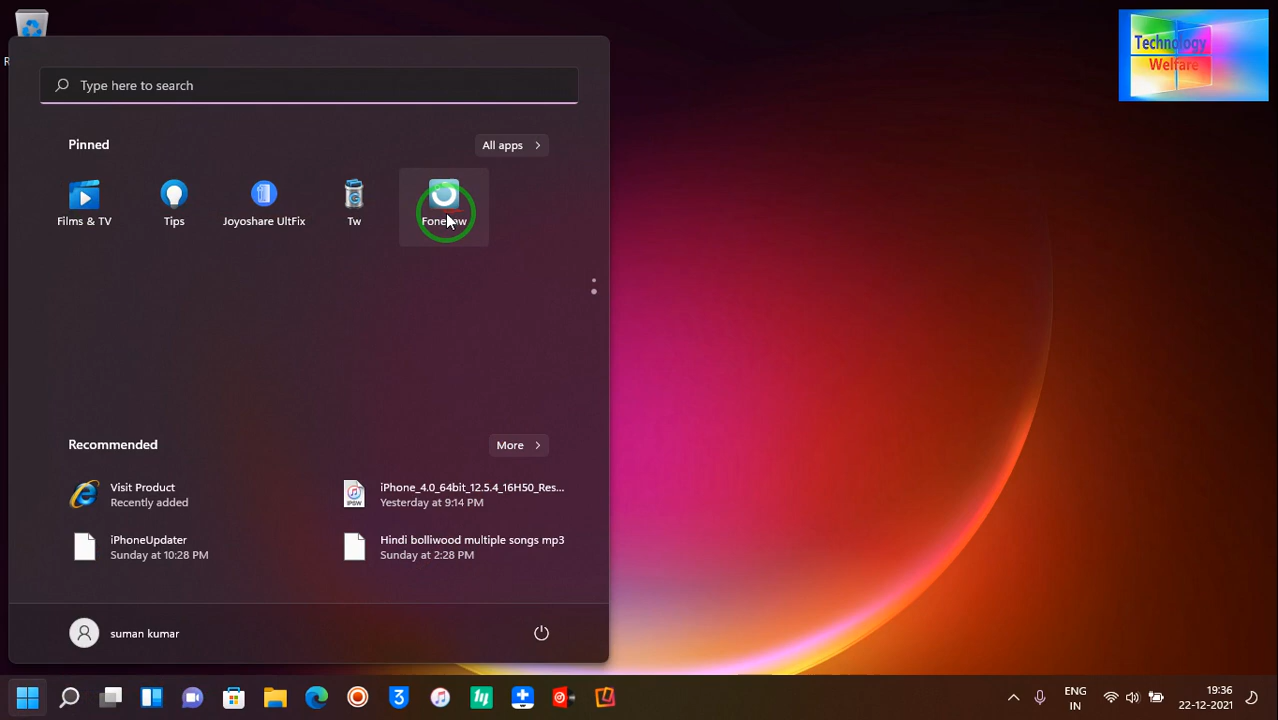 Technology
Welfare
Type here to search
Pinned
All apps
Films & TV
Tips
Joyoshare UltFix
Tw
Recommended
More
Visit Product
Recently added
iPhone_4.0_64bit_12.5.4_16H50_Res...
Yesterday at 9:14 PM
iPhoneUpdater
Sunday at 10:28 PM
Hindi bolliwood multiple songs mp3
Sunday at 2:28 PM
suman kumar
ENG
IN
19:36
22-12-2021